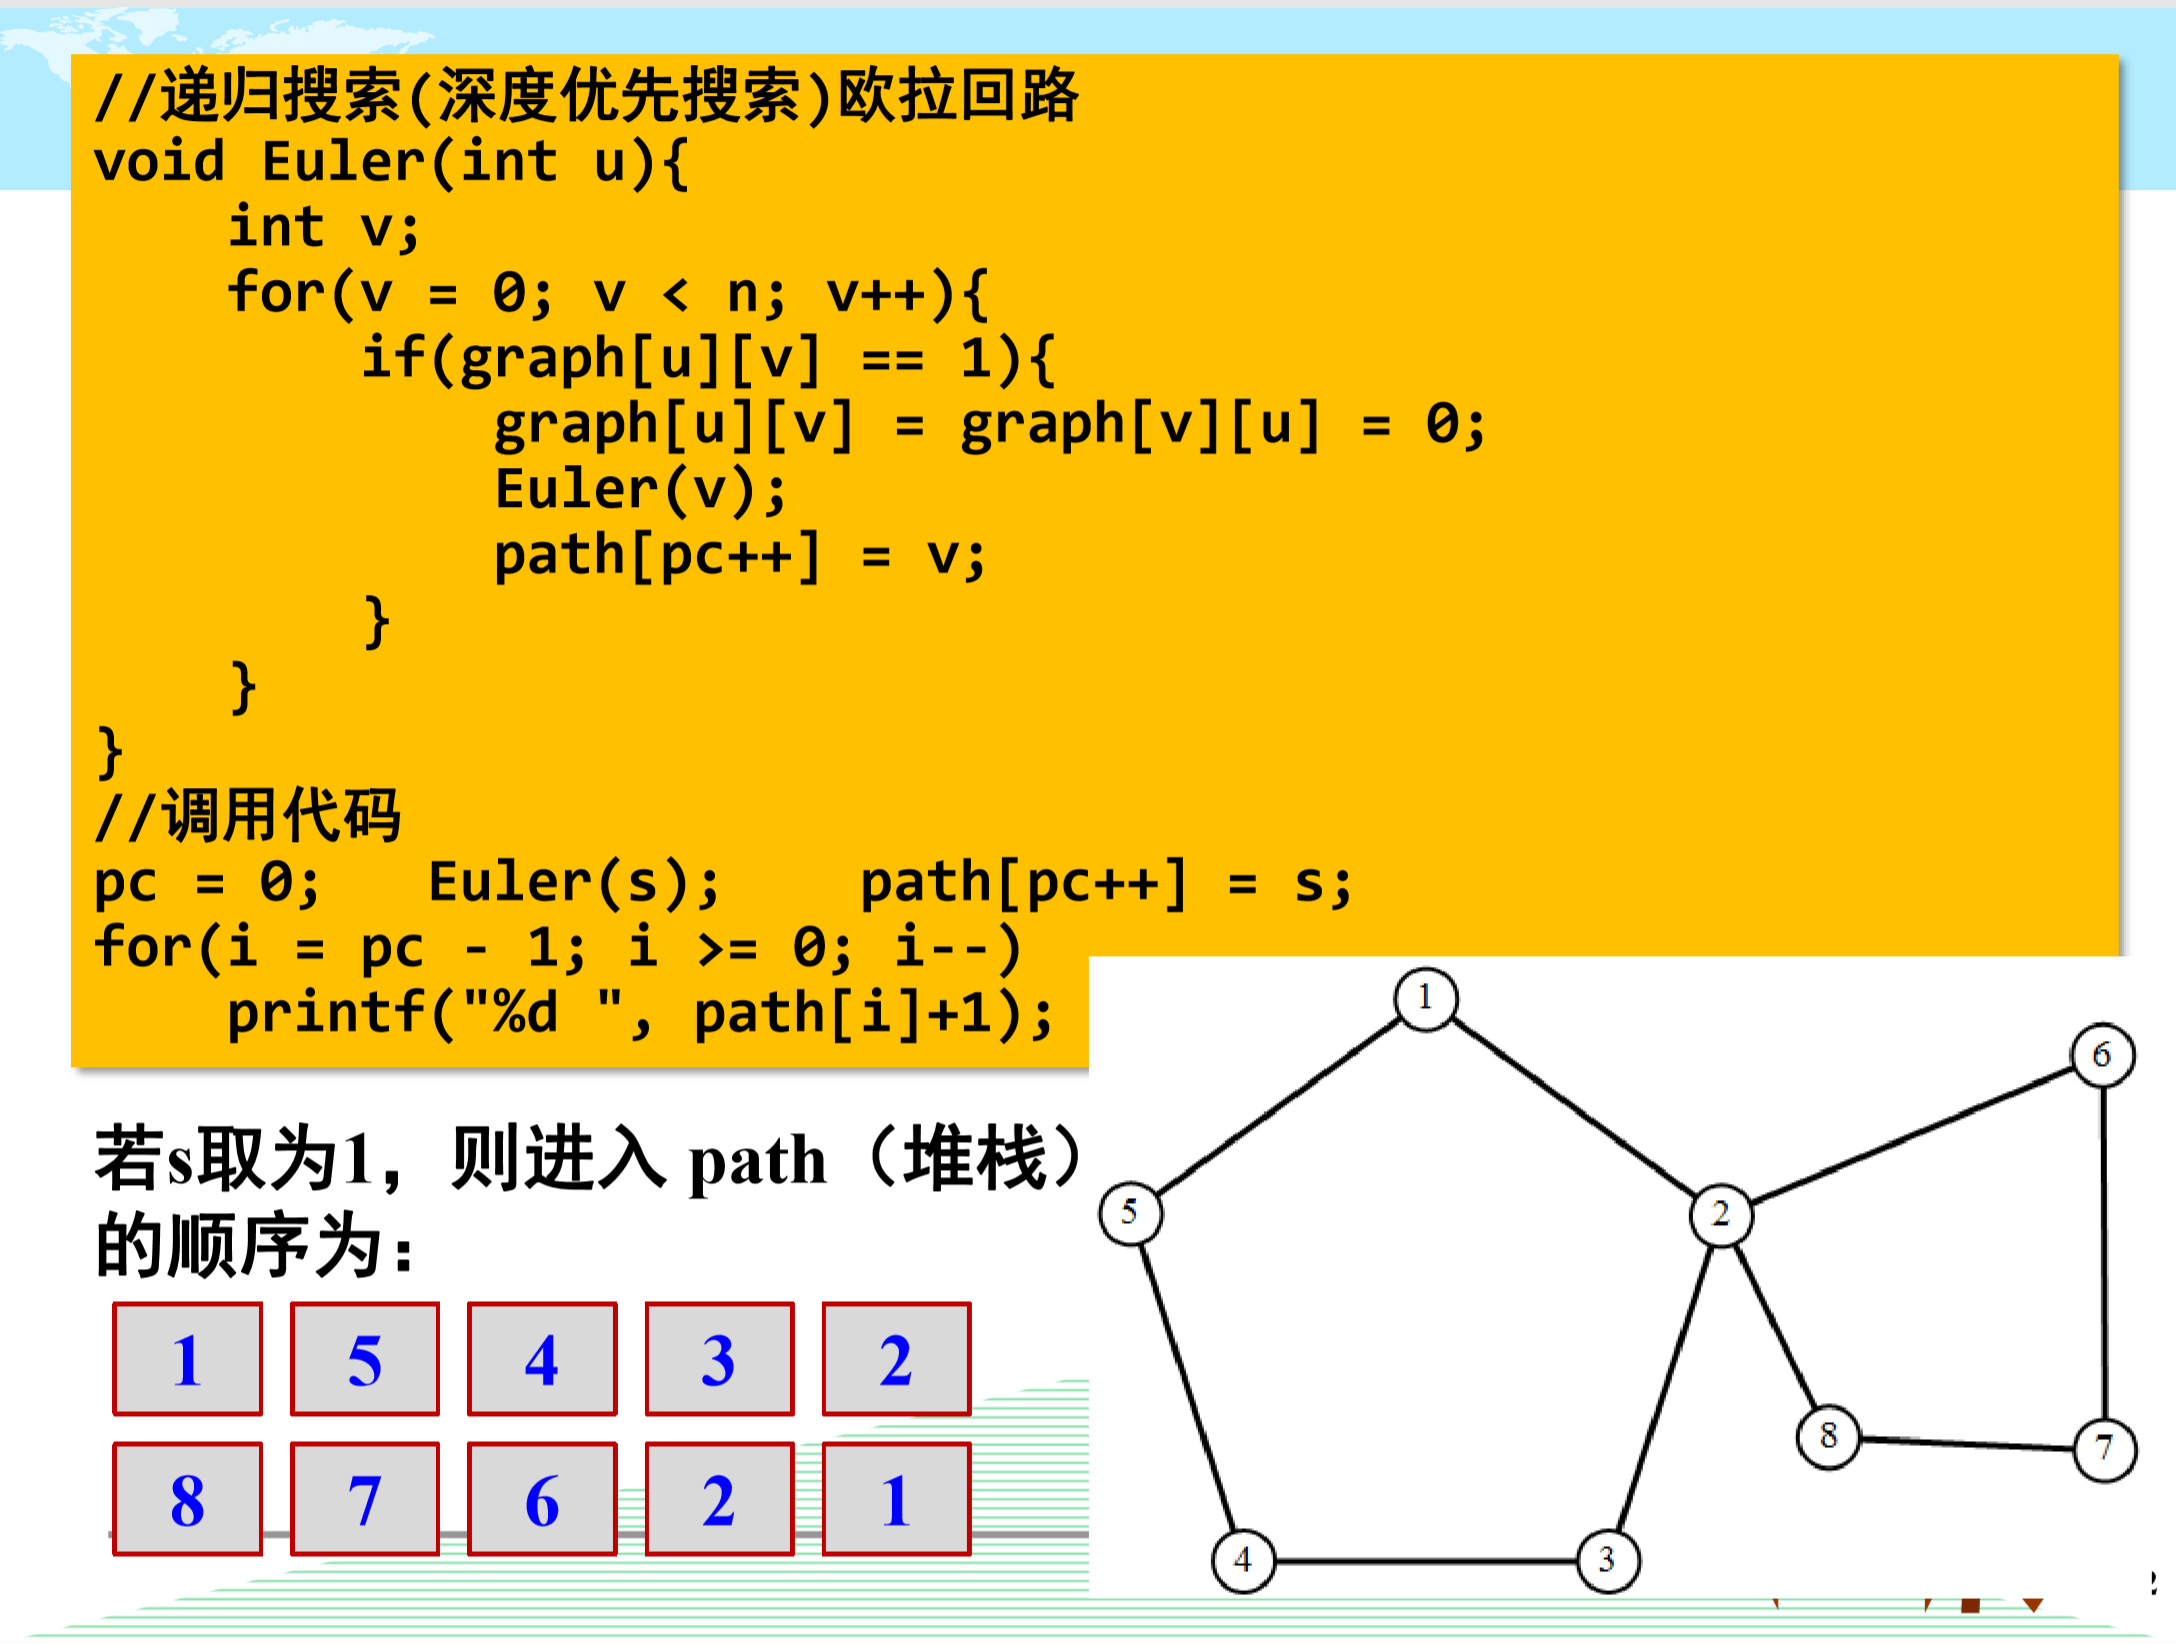 //递归搜索(深度优先搜索)欧拉回路
void Euler(int u){
int v;
for(v = 0; v < n; v++){
if(graph[u][v] == 1){
graph[u][v] = graph[v][u] = 0;
Euler(v);
path[pc++] = v;
}
}
}
//调用代码
pc = 0; Euler(s); path[pc++] = s;
for(i = pc - 1; i >= 0; i--)
printf("%d ", path[i]+1);
若s取为1，则进入 path（堆栈）
的顺序为：
1 5 4 3 2
8 7 6 2 1
1
6
5
2
8
7
4
3